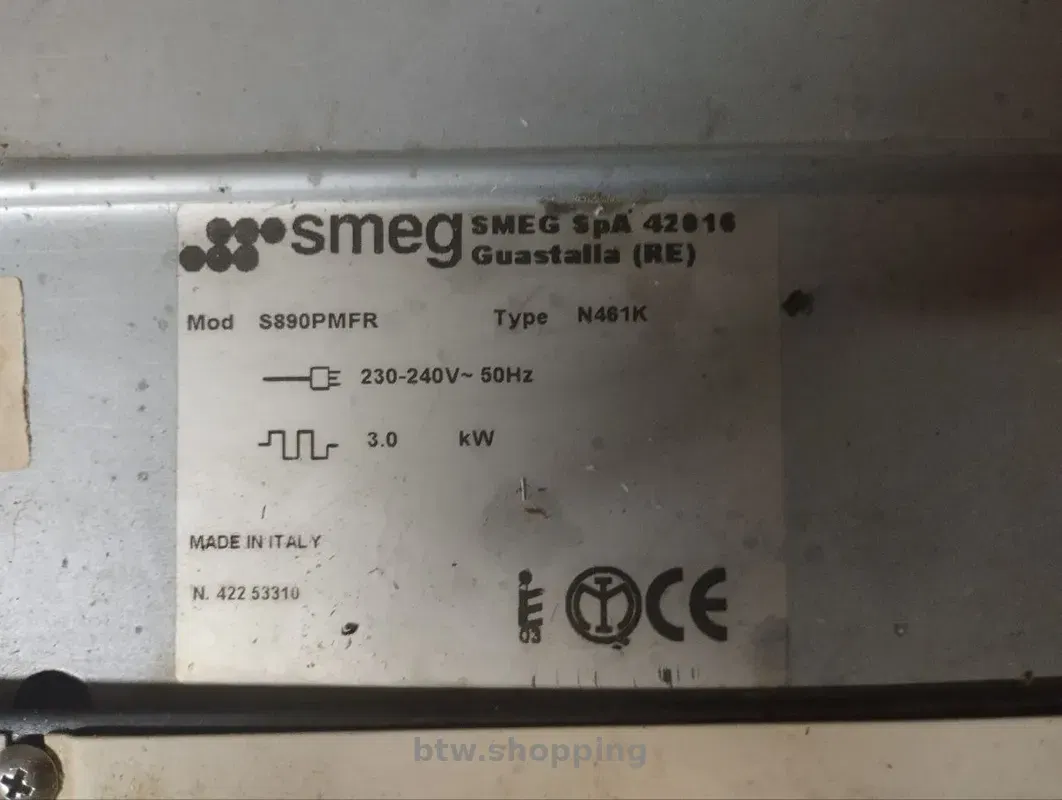 smeg SMEG SpA 42016
Guastalla (RE)
Mod S890PMFR Type N461K
230-240V~ 50Hz
3.0 kW
MADE IN ITALY
N. 422 53310
03 CE
btw.shopping